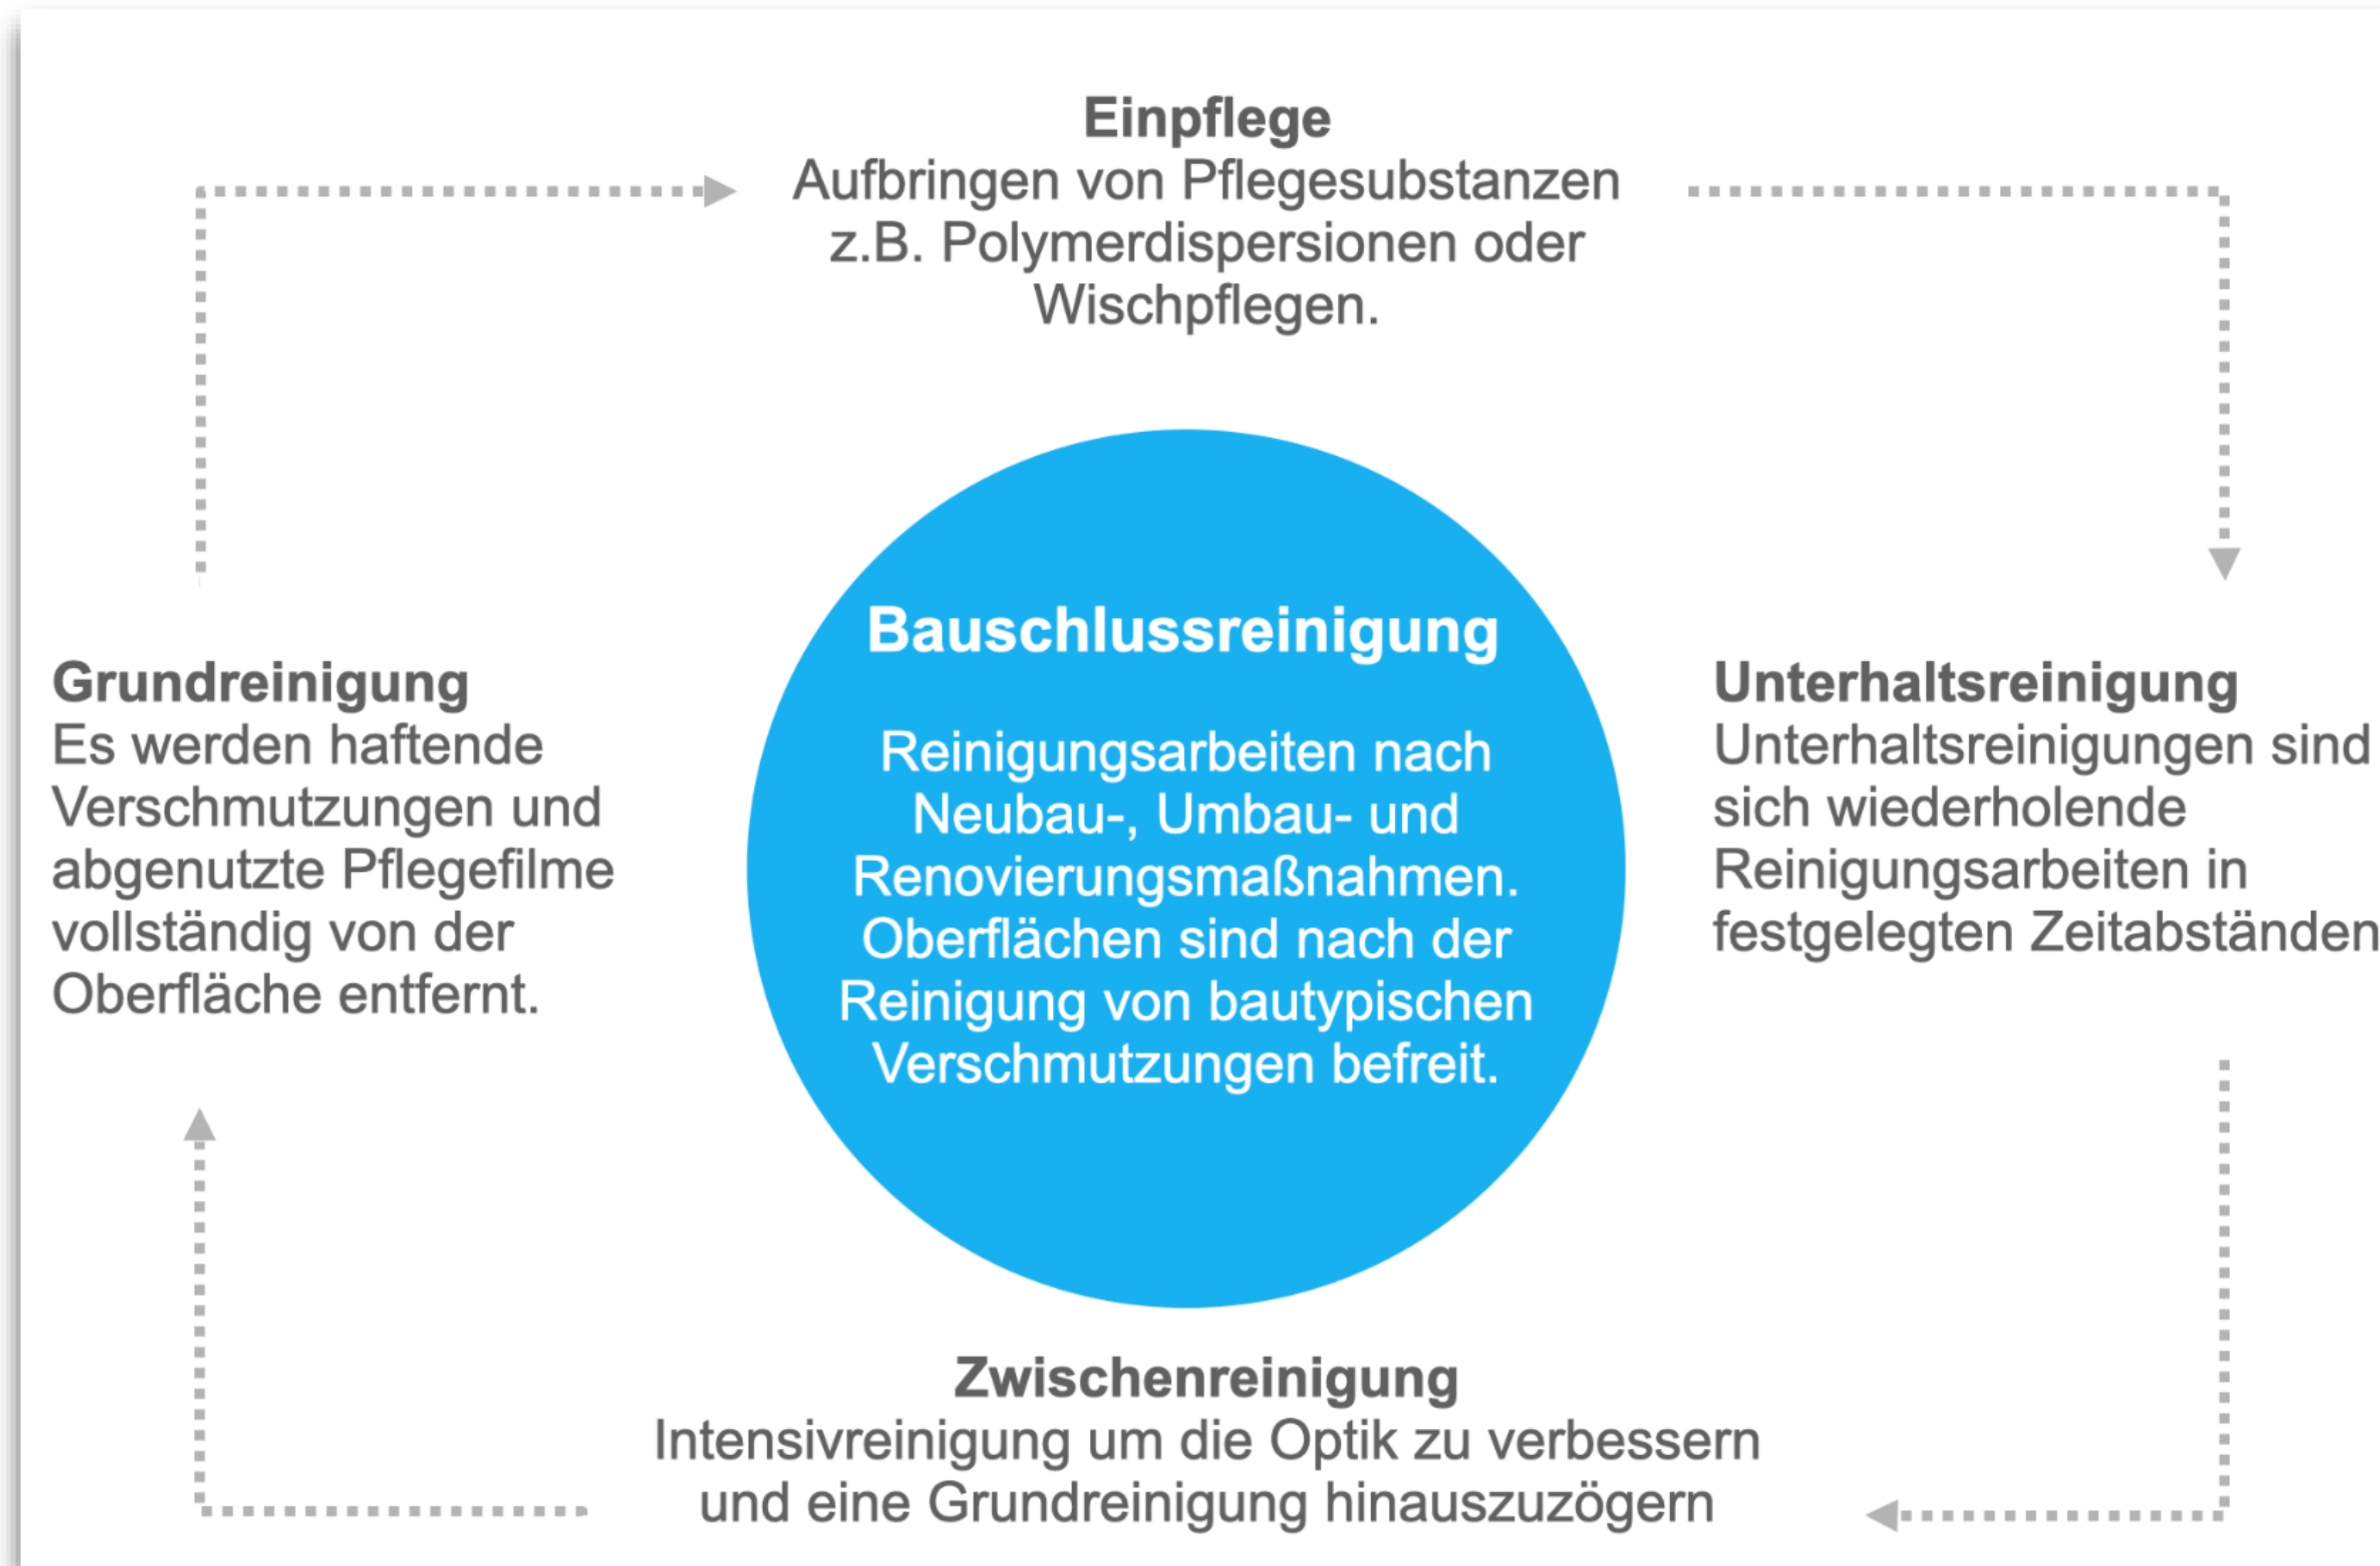 Einpflege
Aufbringen von Pflegesubstanzen
z.B. Polymerdispersionen oder
Wischpflegen.
Grundreinigung
Es werden haftende
Verschmutzungen und
abgenutzte Pflegefilme
vollständig von der
Oberfläche entfernt.
Bauschlussreinigung
Reinigungsarbeiten nach
Neubau-, Umbau- und
Renovierungsmaßnahmen.
Oberflächen sind nach der
Reinigung von bautypischen
Verschmutzungen befreit.
Unterhaltsreinigung
Unterhaltsreinigungen sind
sich wiederholende
Reinigungsarbeiten in
festgelegten Zeitabständen
Zwischenreinigung
Intensivreinigung um die Optik zu verbessern
und eine Grundreinigung hinauszuzögern